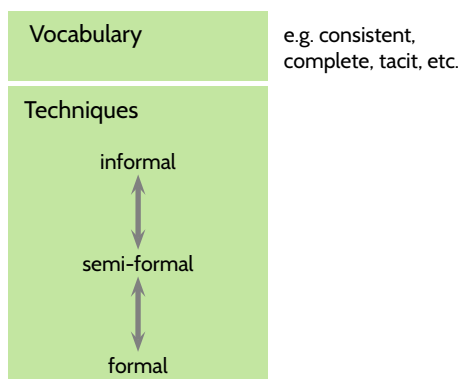 Vocabulary
e.g. consistent,
complete, tacit, etc.
Techniques
informal
semi-formal
formal